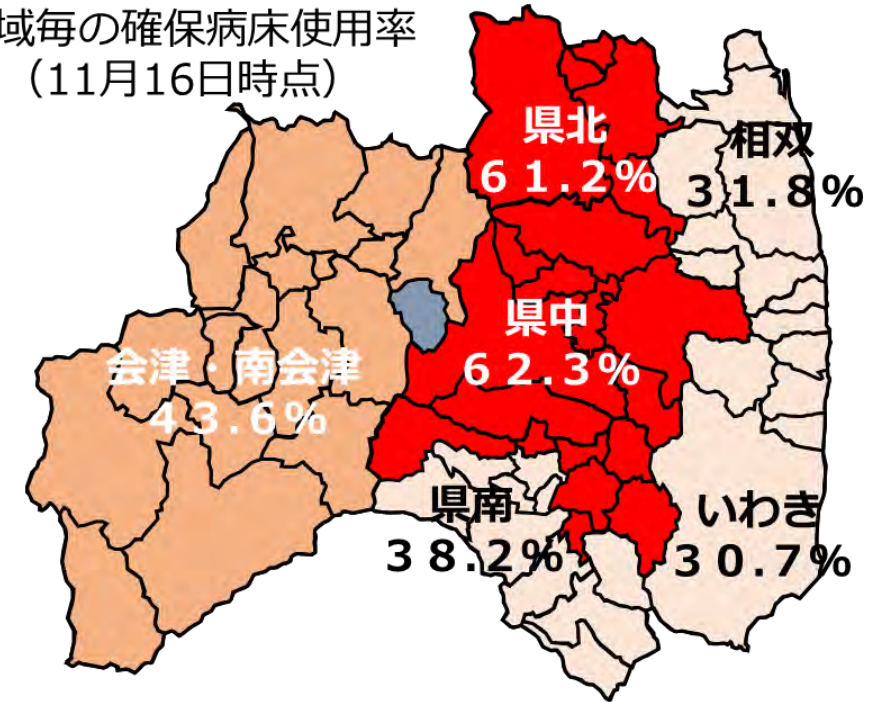 域毎の確保病床使用率
（11月16日時点）
県北
６１.２%
相双
３１.８%
県中
６２.３%
会津・南会津
４３.６%
県南
３８.２%
いわき
３０.７%